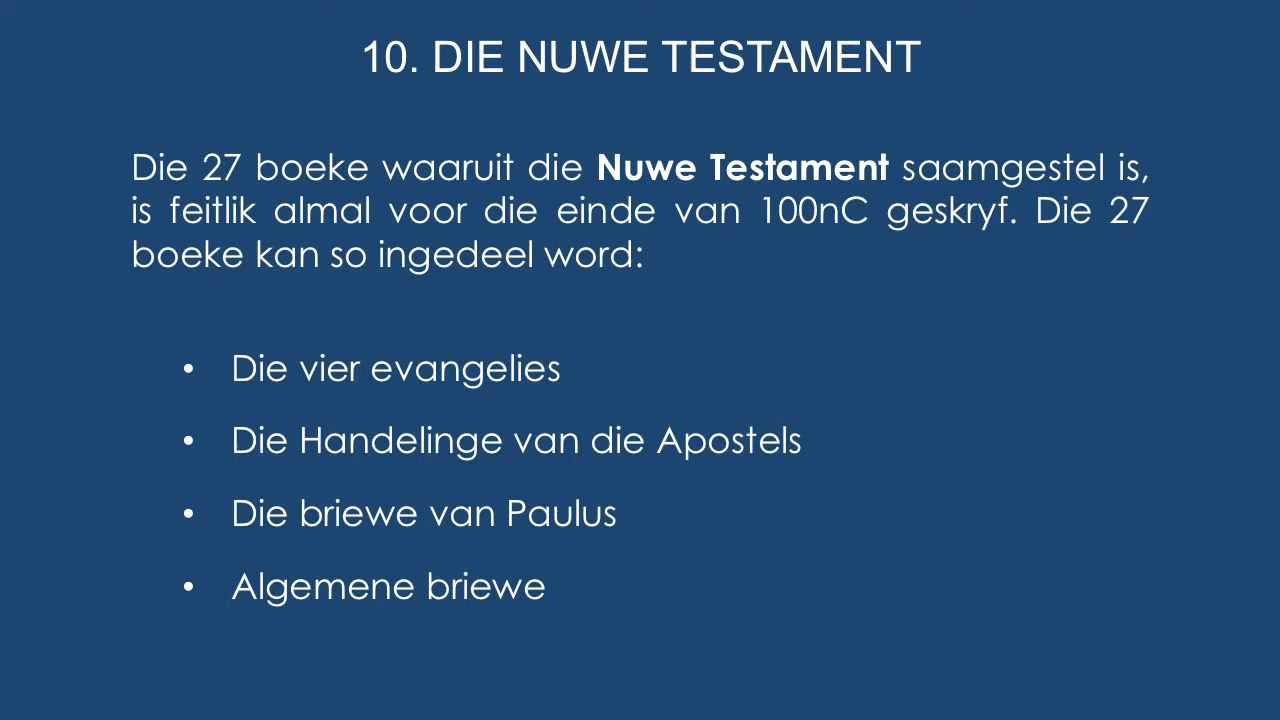 10. DIE NUWE TESTAMENT
Die 27 boeke waaruit die Nuwe Testament saamgestel is,
is feitlik almal voor die einde van 100nC geskryf. Die 27
boeke kan so ingedeel word:
• Die vier evangelies
• Die Handelinge van die Apostels
• Die briewe van Paulus
• Algemene briewe